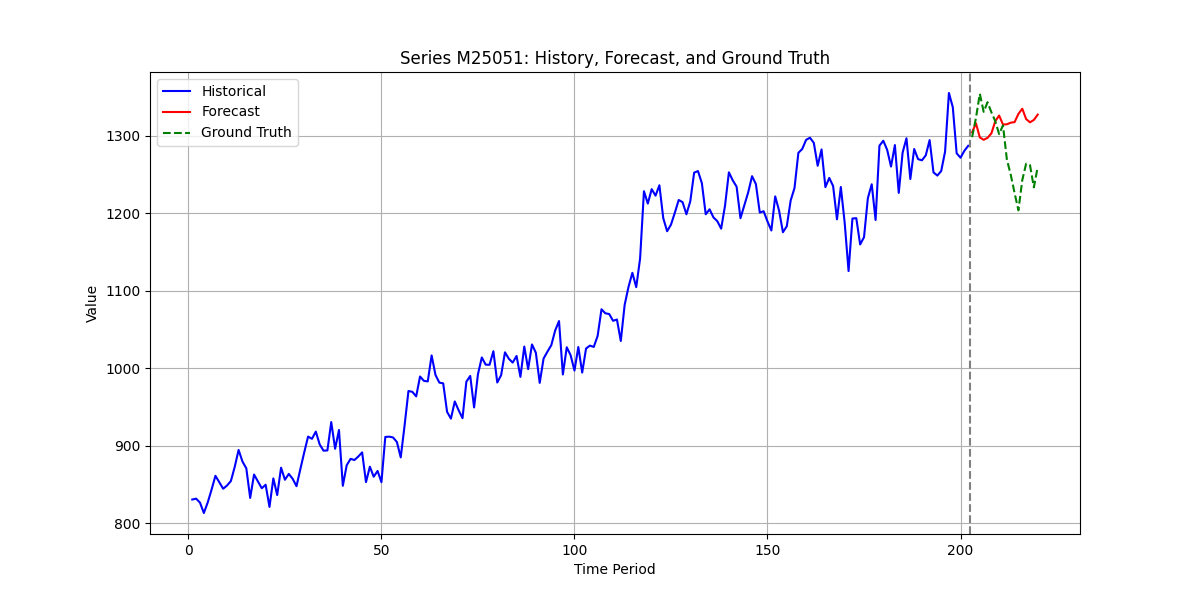 Series M25051: History, Forecast, and Ground Truth
Historical
Forecast
Ground Truth
Value
1300
1200
1100
1000
900
800
0 50 100 150 200
Time Period